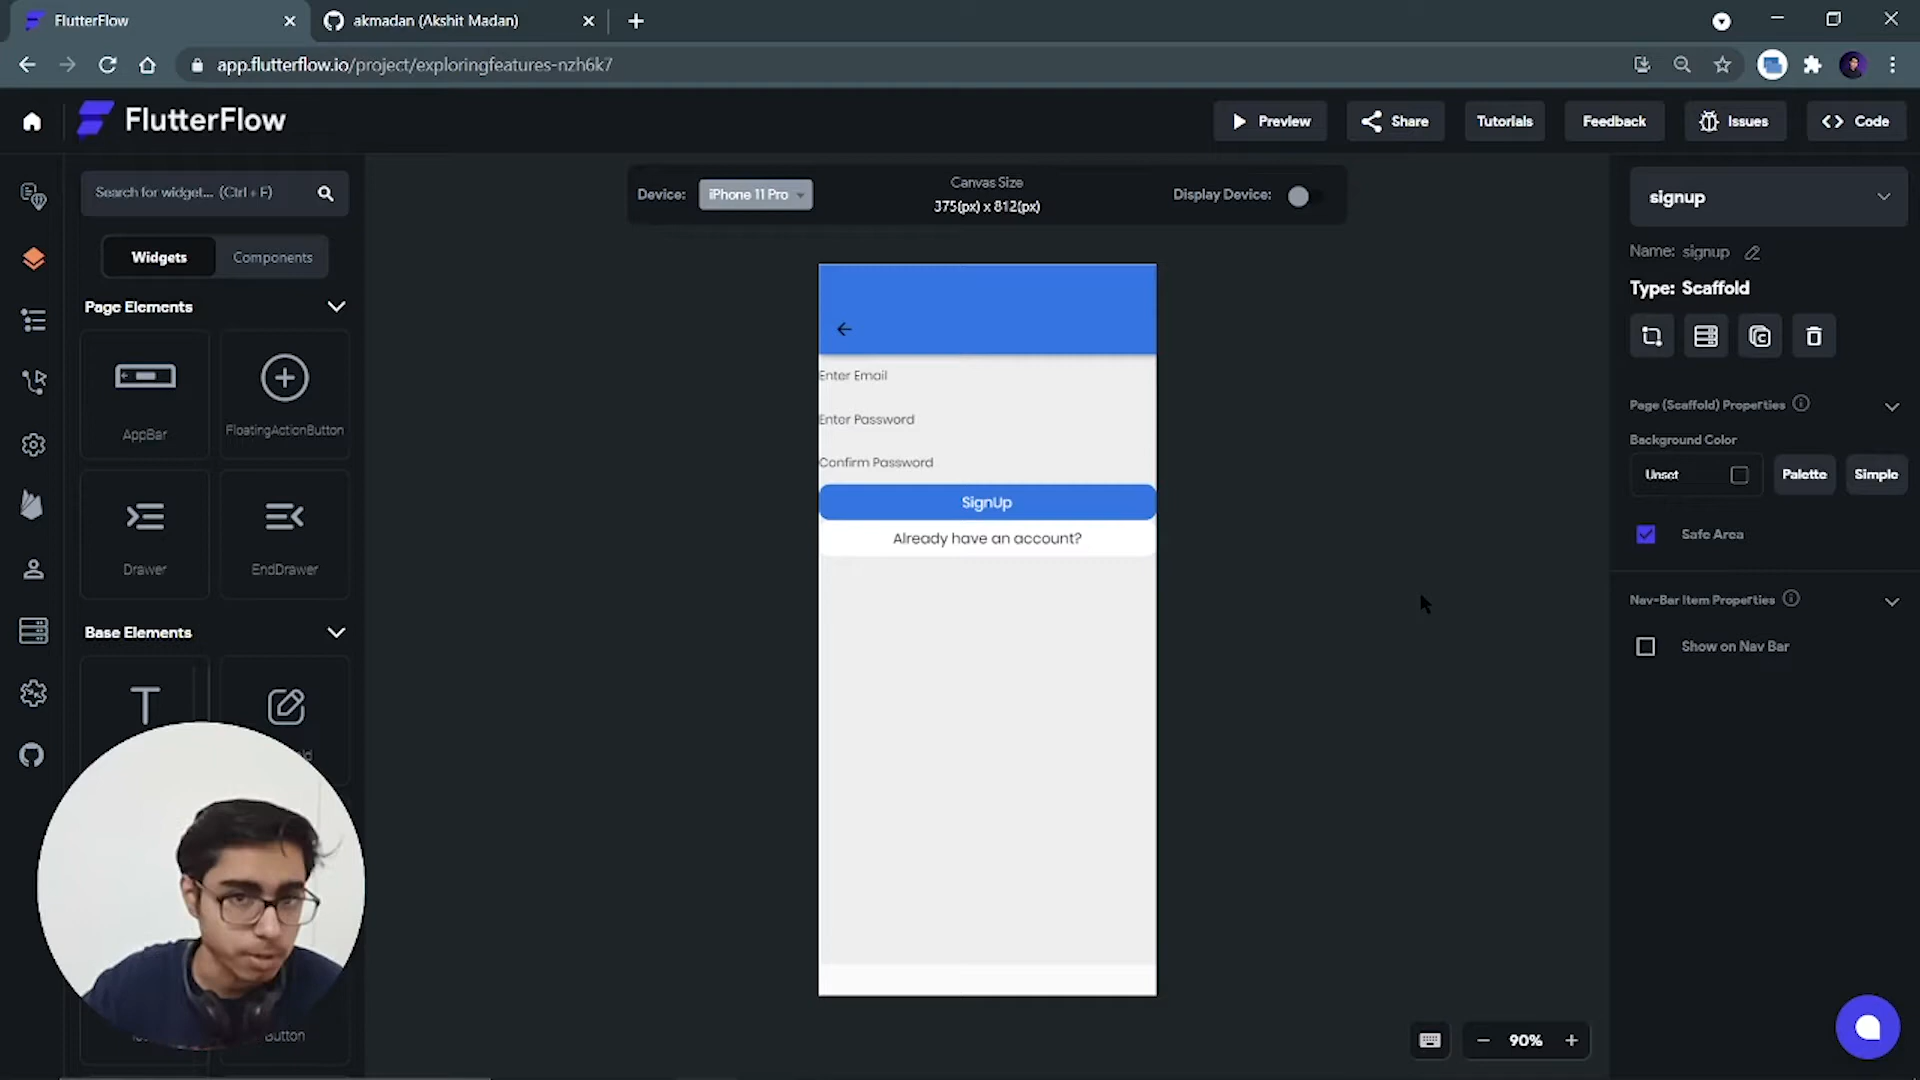 FlutterFlow
akmadan (Akshit Madan)
app.flutterflow.io/project/exploringfeatures-nzh6k7
FlutterFlow
Preview
Share
Tutorials
Feedback
Issues
Code
Search for widget... (Ctrl + F)
Widgets
Components
Page Elements
AppBar
FloatingActionButton
Drawer
EndDrawer
Base Elements
Button
Device:
iPhone 11 Pro
Canvas Size
375(px) x 812(px)
Display Device:
Enter Email
Enter Password
Confirm Password
SignUp
Already have an account?
signup
Name: signup
Type: Scaffold
Page (Scaffold) Properties
Background Color
Unset
Palette
Simple
Safe Area
Nav-Bar Item Properties
Show on Nav Bar
90%